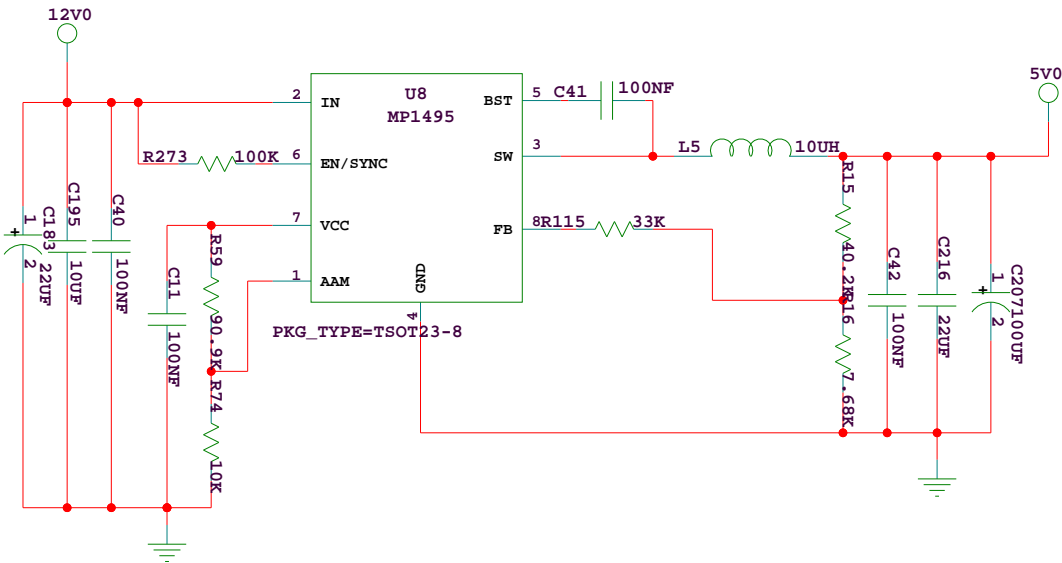 12V0
5V0
U8
MP1495
2
IN
R273
100K
6
EN/SYNC
7
VCC
1
AAM
BST
5
C41
100NF
SW
3
L5
10UH
FB
8
R115
33K
GND
4
PKG_TYPE=TSOT23-8
+
1
C183
2
22UF
C195
10UF
C40
100NF
C11
100NF
R59
90.9K
R74
10K
R15
40.2K
R16
7.68K
C42
100NF
C216
22UF
+
1
C207
100UF
2